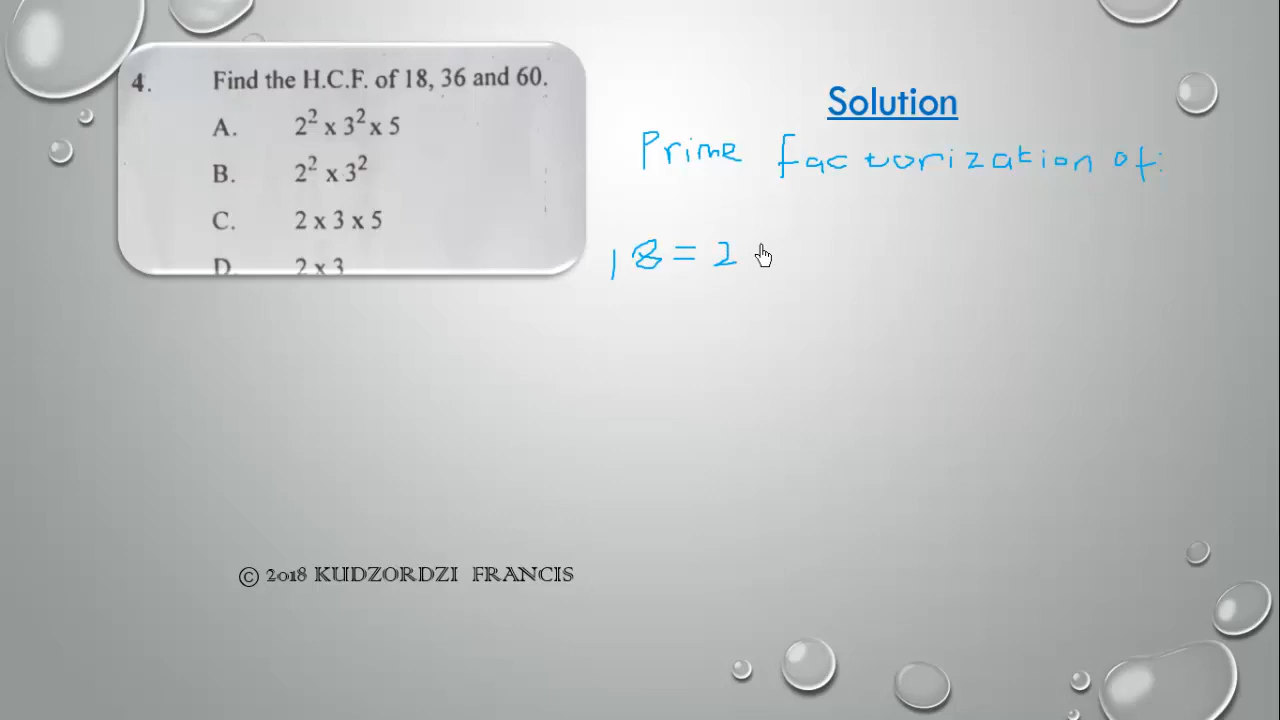 4. Find the H.C.F. of 18, 36 and 60.
A. 2² x 3² x 5
B. 2² x 3²
C. 2 x 3 x 5
D. 2 x 3
Solution
Prime factorization of:
18 = 2
© 2018 KUDZORDZI FRANCIS